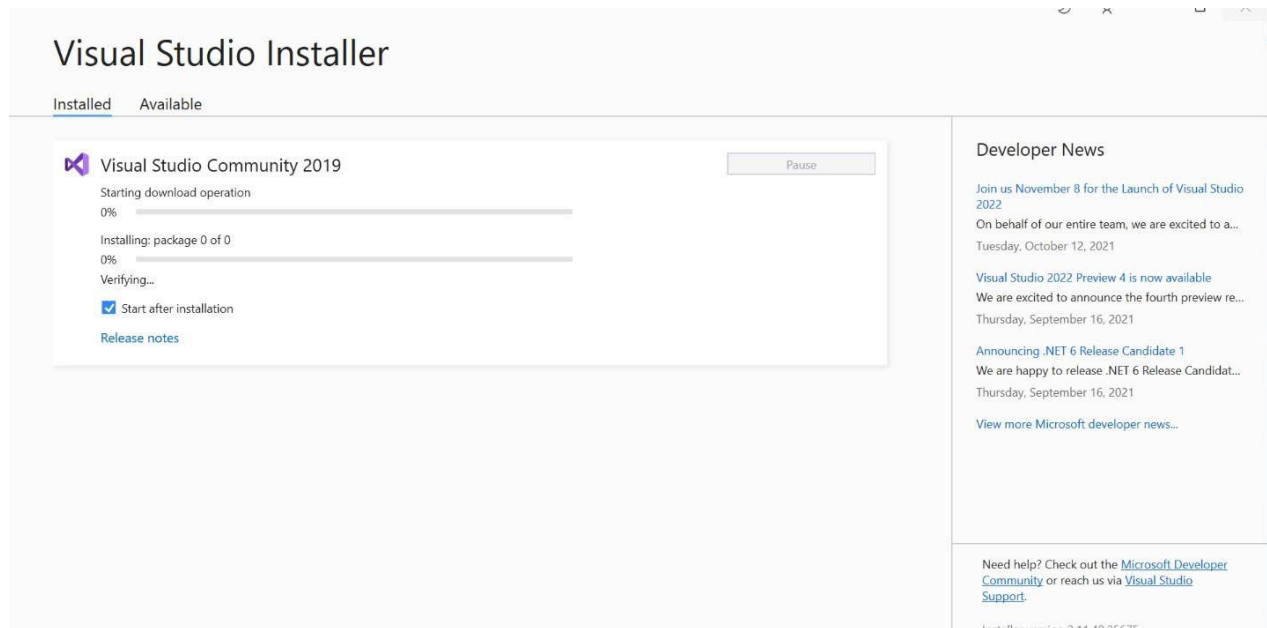 Visual Studio Installer
Installed Available
Visual Studio Community 2019
Pause
Starting download operation
0%
Installing: package 0 of 0
0%
Verifying...
Start after installation
Release notes
Developer News
Join us November 8 for the Launch of Visual Studio
2022
On behalf of our entire team, we are excited to a...
Tuesday, October 12, 2021
Visual Studio 2022 Preview 4 is now available
We are excited to announce the fourth preview re...
Thursday, September 16, 2021
Announcing .NET 6 Release Candidate 1
We are happy to release .NET 6 Release Candidat...
Thursday, September 16, 2021
View more Microsoft developer news...
Need help? Check out the Microsoft Developer
Community or reach us via Visual Studio
Support.
Installer version